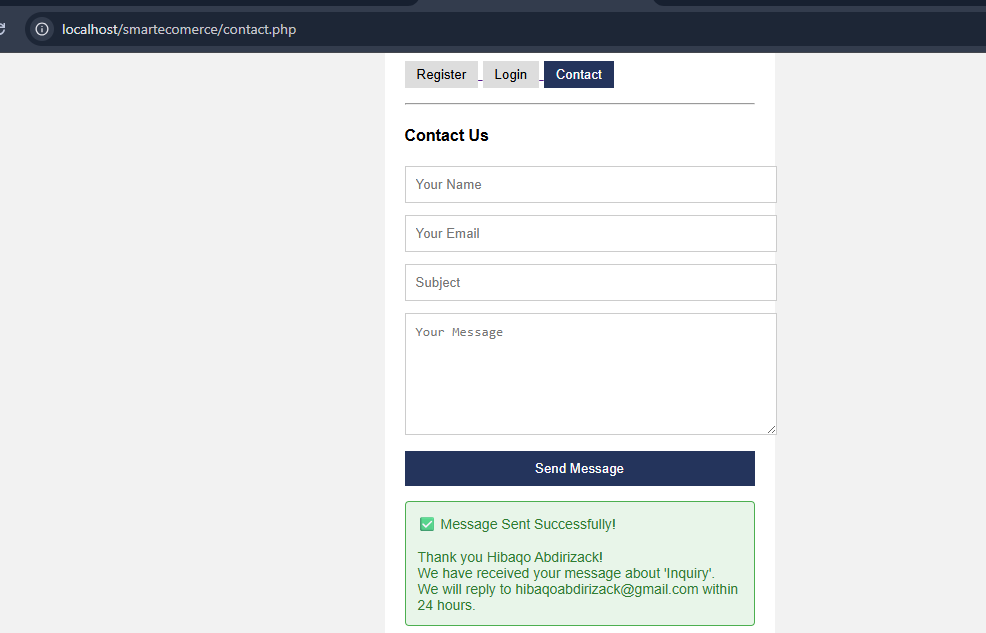 localhost/smartecomerce/contact.php
Register Login Contact
Contact Us
Your Name
Your Email
Subject
Your Message
Send Message
✅ Message Sent Successfully!
Thank you Hibaqo Abdirizack!
We have received your message about 'Inquiry'.
We will reply to hibaqoabdirizack@gmail.com within
24 hours.